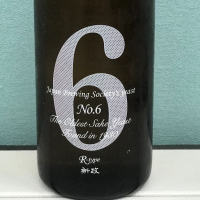 6
Japan Brewing Society's yeast
No.6
The Oldest Sake Yeast
Found in 1930
R-type
新政